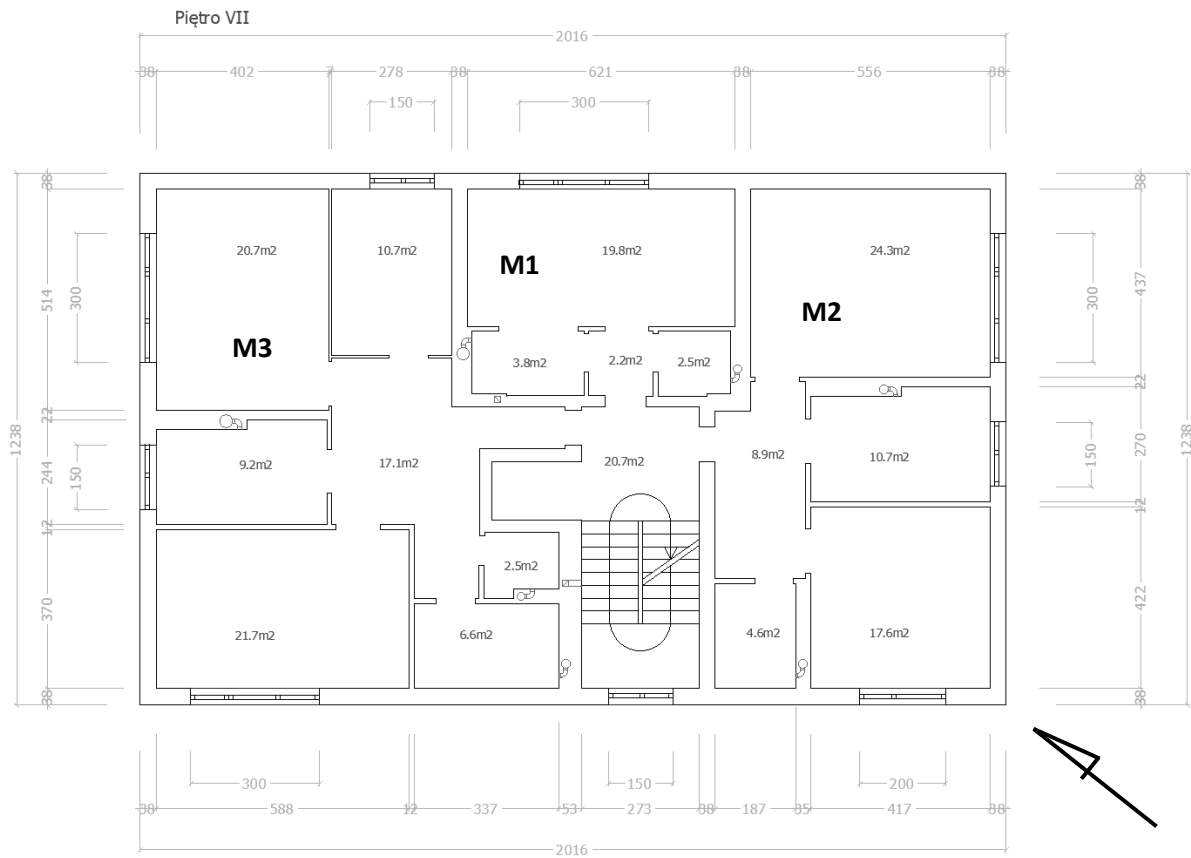 Piętro VII
2016
38 402 7 278 38 621 38 556 38
150 300
38 514 22 244 12 370 38
300 150
1238
20.7m2 10.7m2 19.8m2 24.3m2
M1
M2
M3
3.8m2 2.2m2 2.5m2
9.2m2 17.1m2 20.7m2 8.9m2 10.7m2
2.5m2
21.7m2 6.6m2 4.6m2 17.6m2
38 437 22 270 12 422 38
300 150
1238
300 150 200
38 588 12 337 53 273 38 187 35 417 38
2016